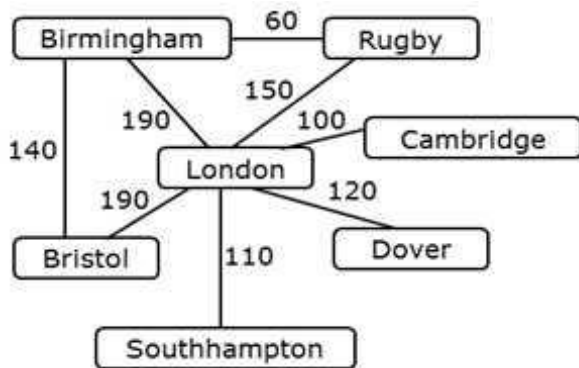 60
Birmingham
Rugby
150
190
100
Cambridge
140
London
190
120
Bristol
110
Dover
Southhampton